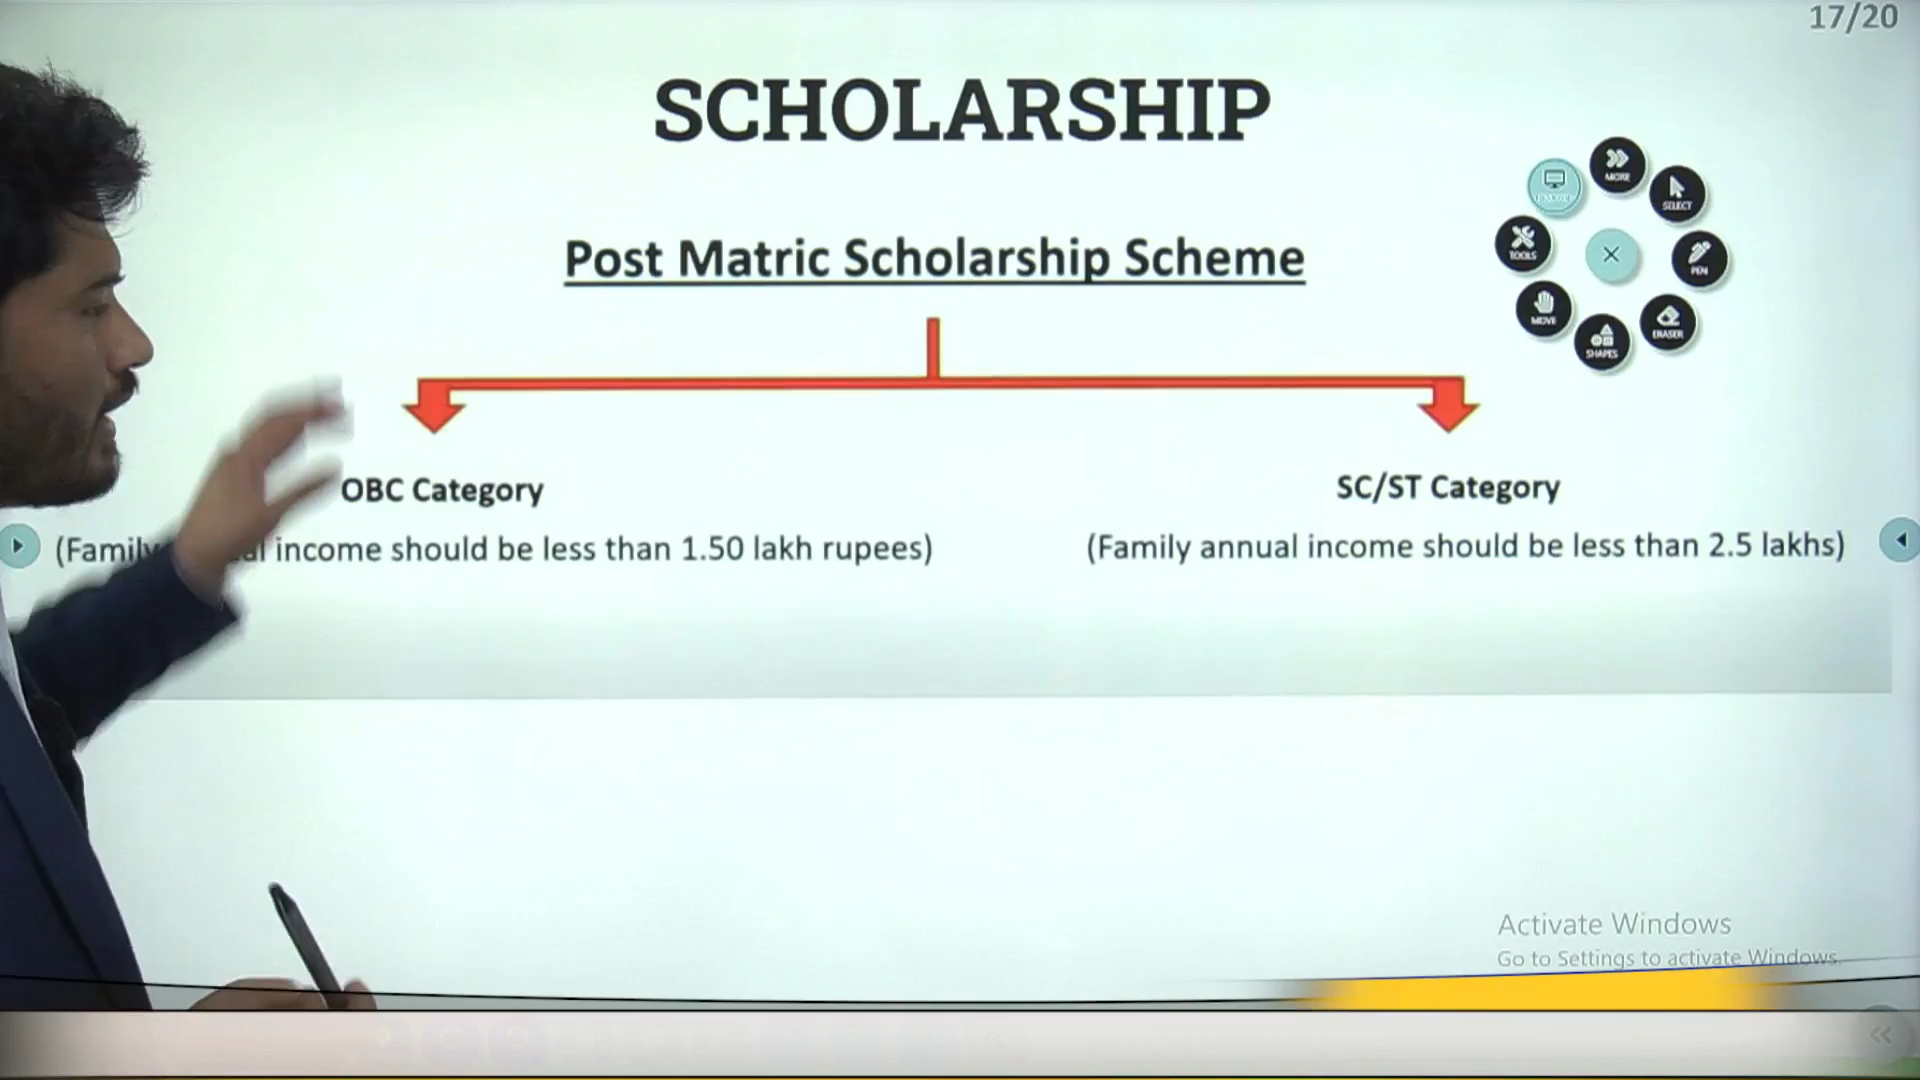 17/20
SCHOLARSHIP
MORE
SELECT
TOOLS
PEN
MOVE
ERASER
SHAPES
Post Matric Scholarship Scheme
OBC Category
(Family income should be less than 1.50 lakh rupees)
SC/ST Category
(Family annual income should be less than 2.5 lakhs)
Activate Windows
Go to Settings to activate Windows.